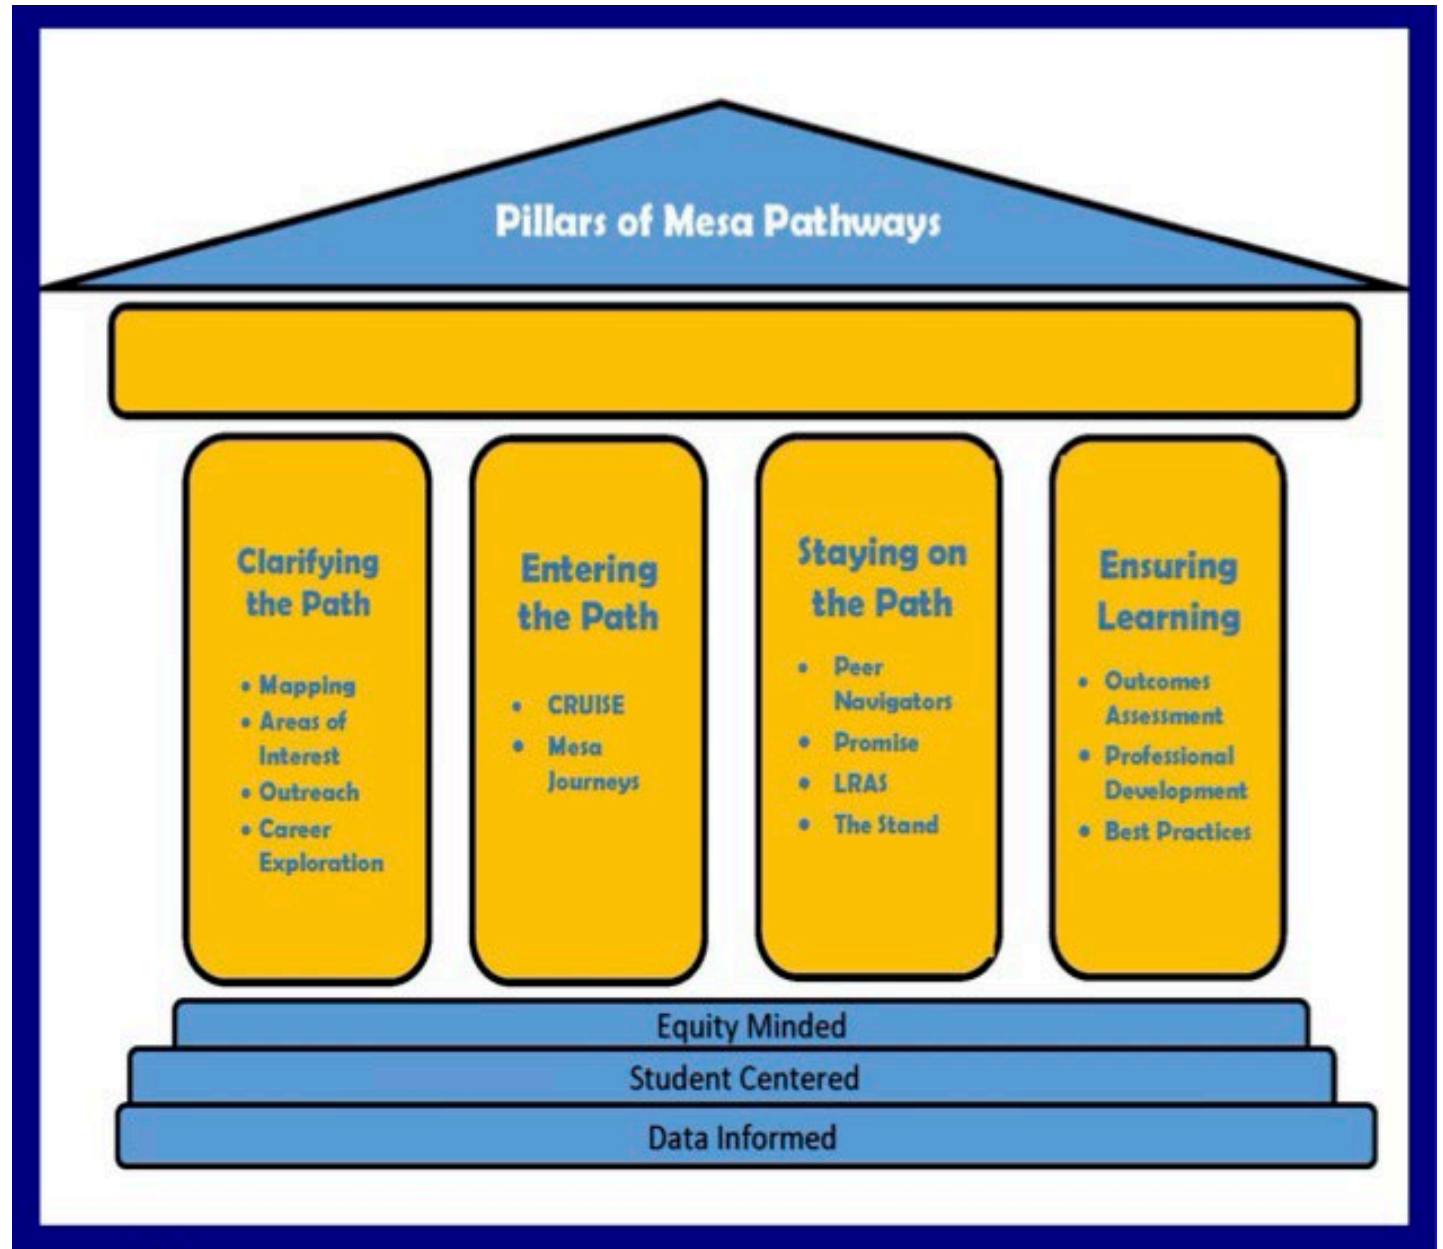 Pillars of Mesa Pathways
Clarifying
the Path
• Mapping
• Areas of
Interest
• Outreach
• Career
Exploration
Entering
the Path
• CRUISE
• Mesa
Journeys
Staying on
the Path
• Peer
Navigators
• Promise
• LRAS
• The Stand
Ensuring
Learning
• Outcomes
Assessment
• Professional
Development
• Best Practices
Equity Minded
Student Centered
Data Informed